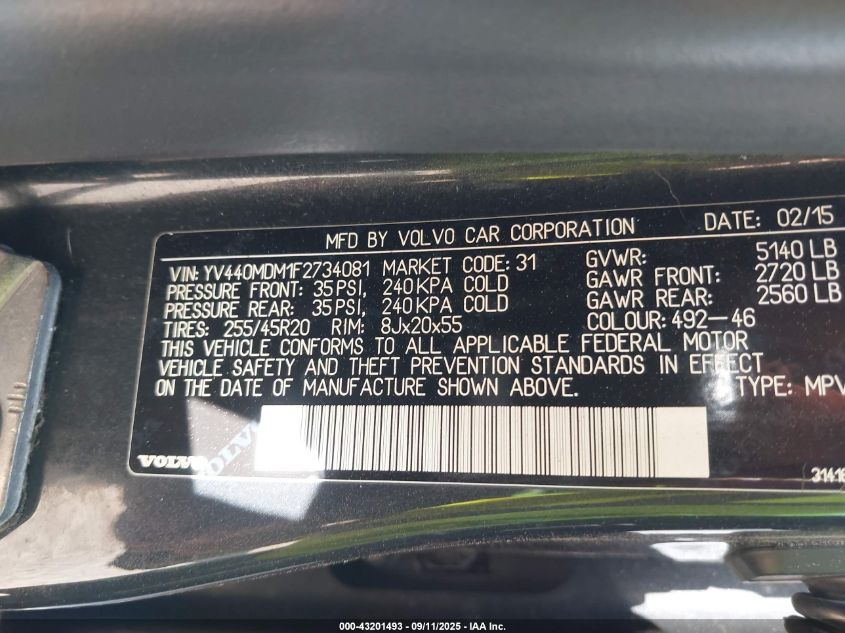 MFD BY VOLVO CAR CORPORATION DATE: 02/15
VIN: YV440MDM1F2734081 MARKET CODE: 31 GVWR: 5140 LB
PRESSURE FRONT: 35 PSI, 240 KPA COLD GAWR FRONT: 2720 LB
PRESSURE REAR: 35 PSI, 240 KPA COLD GAWR REAR: 2560 LB
TIRES: 255/45R20 RIM: 8Jx20x55 COLOUR: 492-46
THIS VEHICLE CONFORMS TO ALL APPLICABLE FEDERAL MOTOR
VEHICLE SAFETY AND THEFT PREVENTION STANDARDS IN EFFECT
ON THE DATE OF MANUFACTURE SHOWN ABOVE. TYPE: MPV
VOLVO VOLVO 31416
000-43201493 - 09/11/2025 - IAA Inc.